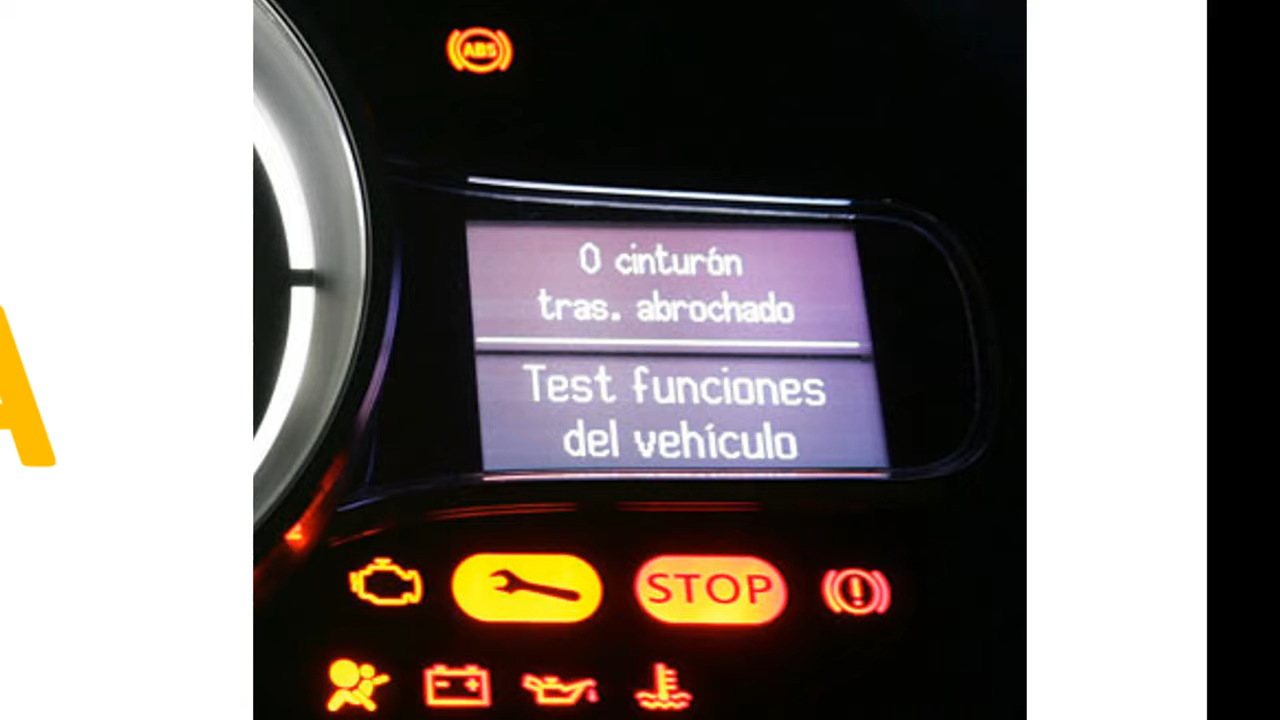 A
ABS
0 cinturón
tras. abrochado
Test funciones
del vehículo
STOP